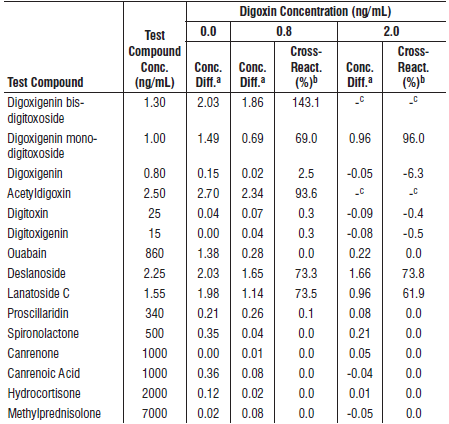 Digoxin Concentration (ng/mL)
Test 0.0 0.8 2.0
Compound Cross- Cross-
Conc. Conc. Conc. React. Conc. React.
Test Compound (ng/mL) Diff.a Diff.a (%)b Diff.a (%)b
Digoxigenin bis- 1.30 2.03 1.86 143.1 -c -c
digitoxoside
Digoxigenin mono- 1.00 1.49 0.69 69.0 0.96 96.0
digitoxoside
Digoxigenin 0.80 0.15 0.02 2.5 -0.05 -6.3
Acetyldigoxin 2.50 2.70 2.34 93.6 -c -c
Digitoxin 25 0.04 0.07 0.3 -0.09 -0.4
Digitoxigenin 15 0.00 0.04 0.3 -0.08 -0.5
Ouabain 860 1.38 0.28 0.0 0.22 0.0
Deslanoside 2.25 2.03 1.65 73.3 1.66 73.8
Lanatoside C 1.55 1.98 1.14 73.5 0.96 61.9
Proscillaridin 340 0.21 0.26 0.1 0.08 0.0
Spironolactone 500 0.35 0.04 0.0 0.21 0.0
Canrenone 1000 0.00 0.01 0.0 0.05 0.0
Canrenoic Acid 1000 0.36 0.08 0.0 -0.04 0.0
Hydrocortisone 2000 0.12 0.02 0.0 0.01 0.0
Methylprednisolone 7000 0.02 0.08 0.0 -0.05 0.0